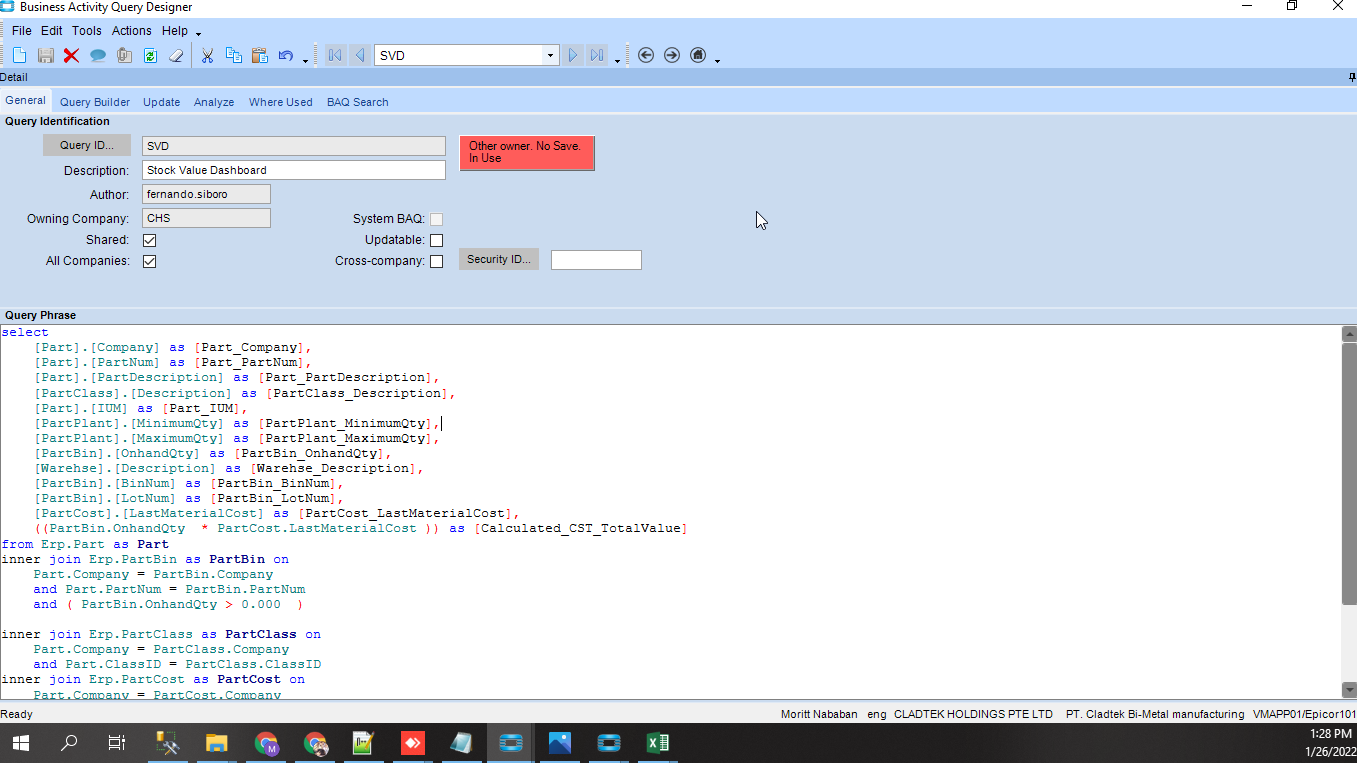 Business Activity Query Designer
File Edit Tools Actions Help
SVD
Detail
General Query Builder Update Analyze Where Used BAQ Search
Query Identification
Query ID... SVD Other owner. No Save.
In Use
Description: Stock Value Dashboard
Author: fernando.siboro
Owning Company: CHS System BAQ:
Shared: Updatable:
All Companies: Cross-company: Security ID...
Query Phrase
select
[Part].[Company] as [Part_Company],
[Part].[PartNum] as [Part_PartNum],
[Part].[PartDescription] as [Part_PartDescription],
[PartClass].[Description] as [PartClass_Description],
[Part].[IUM] as [Part_IUM],
[PartPlant].[MinimumQty] as [PartPlant_MinimumQty],
[PartPlant].[MaximumQty] as [PartPlant_MaximumQty],
[PartBin].[OnhandQty] as [PartBin_OnhandQty],
[Warehse].[Description] as [Warehse_Description],
[PartBin].[BinNum] as [PartBin_BinNum],
[PartBin].[LotNum] as [PartBin_LotNum],
[PartCost].[LastMaterialCost] as [PartCost_LastMaterialCost],
((PartBin.OnhandQty * PartCost.LastMaterialCost )) as [Calculated_CST_TotalValue]
from Erp.Part as Part
inner join Erp.PartBin as PartBin on
Part.Company = PartBin.Company
and Part.PartNum = PartBin.PartNum
and ( PartBin.OnhandQty > 0.000 )
inner join Erp.PartClass as PartClass on
Part.Company = PartClass.Company
and Part.ClassID = PartClass.ClassID
inner join Erp.PartCost as PartCost on
Part.Company = PartCost.Company
Ready Moritt Nababan eng CLADTEK HOLDINGS PTE LTD PT. Cladtek Bi-Metal manufacturing VMAPP01/Epicor101
1:28 PM
1/26/2022